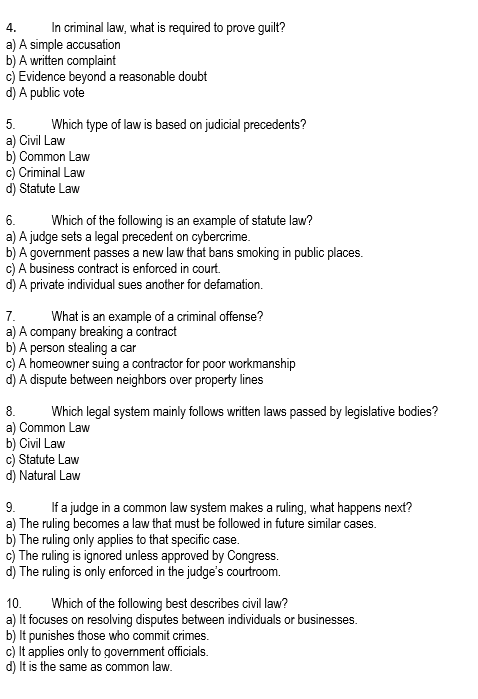 4. In criminal law, what is required to prove guilt?
a) A simple accusation
b) A written complaint
c) Evidence beyond a reasonable doubt
d) A public vote
5. Which type of law is based on judicial precedents?
a) Civil Law
b) Common Law
c) Criminal Law
d) Statute Law
6. Which of the following is an example of statute law?
a) A judge sets a legal precedent on cybercrime.
b) A government passes a new law that bans smoking in public places.
c) A business contract is enforced in court.
d) A private individual sues another for defamation.
7. What is an example of a criminal offense?
a) A company breaking a contract
b) A person stealing a car
c) A homeowner suing a contractor for poor workmanship
d) A dispute between neighbors over property lines
8. Which legal system mainly follows written laws passed by legislative bodies?
a) Common Law
b) Civil Law
c) Statute Law
d) Natural Law
9. If a judge in a common law system makes a ruling, what happens next?
a) The ruling becomes a law that must be followed in future similar cases.
b) The ruling only applies to that specific case.
c) The ruling is ignored unless approved by Congress.
d) The ruling is only enforced in the judge's courtroom.
10. Which of the following best describes civil law?
a) It focuses on resolving disputes between individuals or businesses.
b) It punishes those who commit crimes.
c) It applies only to government officials.
d) It is the same as common law.